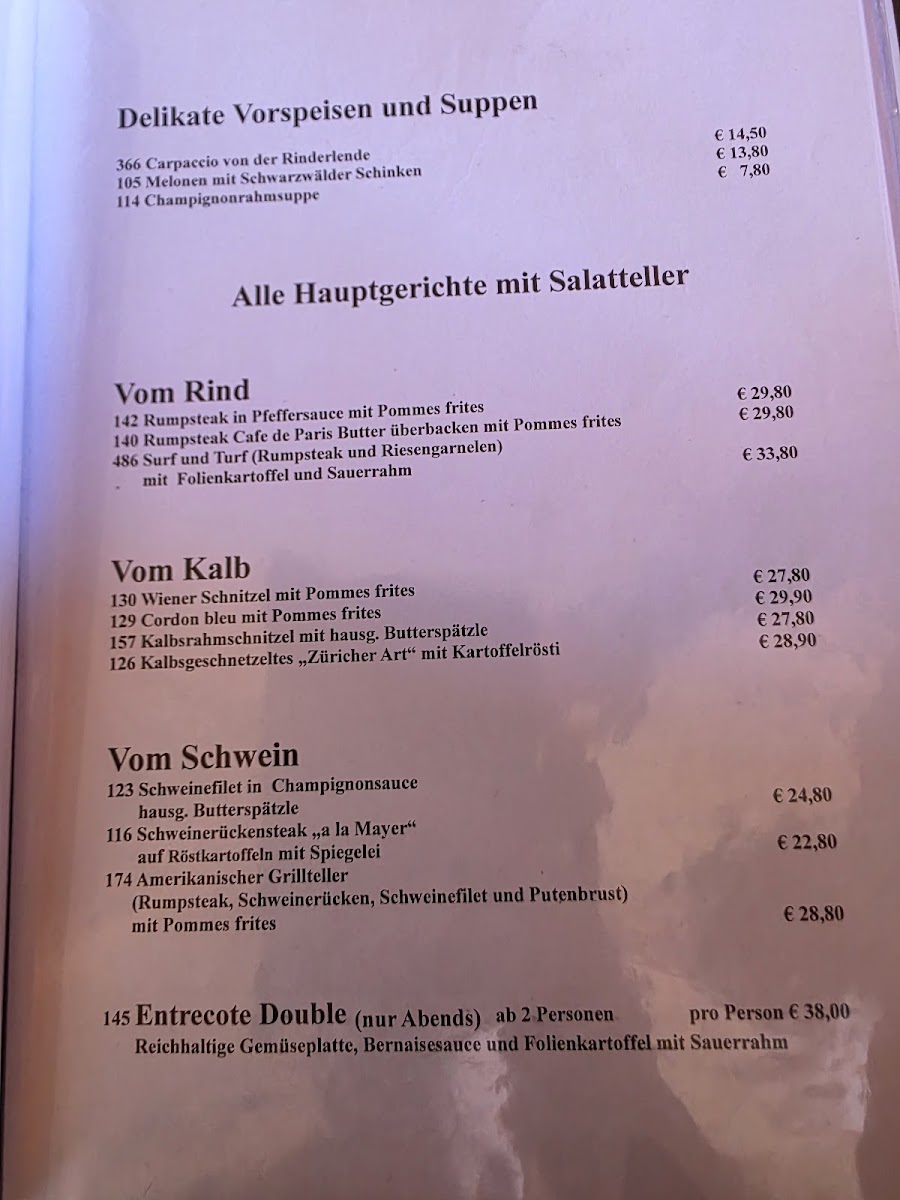 Delikate Vorspeisen und Suppen
366 Carpaccio von der Rinderlende € 14,50
105 Melonen mit Schwarzwälder Schinken € 13,80
114 Champignonrahmsuppe € 7,80
Alle Hauptgerichte mit Salatteller
Vom Rind
142 Rumpsteak in Pfeffersauce mit Pommes frites € 29,80
140 Rumpsteak Cafe de Paris Butter überbacken mit Pommes frites € 29,80
486 Surf und Turf (Rumpsteak und Riesengarnelen)
. mit Folienkartoffel und Sauerrahm € 33,80
Vom Kalb
130 Wiener Schnitzel mit Pommes frites € 27,80
129 Cordon bleu mit Pommes frites € 29,90
157 Kalbsrahmschnitzel mit hausg. Butterspätzle € 27,80
126 Kalbsgeschnetzeltes „Züricher Art“ mit Kartoffelrösti € 28,90
Vom Schwein
123 Schweinefilet in Champignonsauce
hausg. Butterspätzle € 24,80
116 Schweinerückensteak „a la Mayer“
auf Röstkartoffeln mit Spiegelei € 22,80
174 Amerikanischer Grillteller
(Rumpsteak, Schweinerücken, Schweinefilet und Putenbrust)
mit Pommes frites € 28,80
145 Entrecote Double (nur Abends) ab 2 Personen pro Person € 38,00
Reichhaltige Gemüseplatte, Bernaisesauce und Folienkartoffel mit Sauerrahm